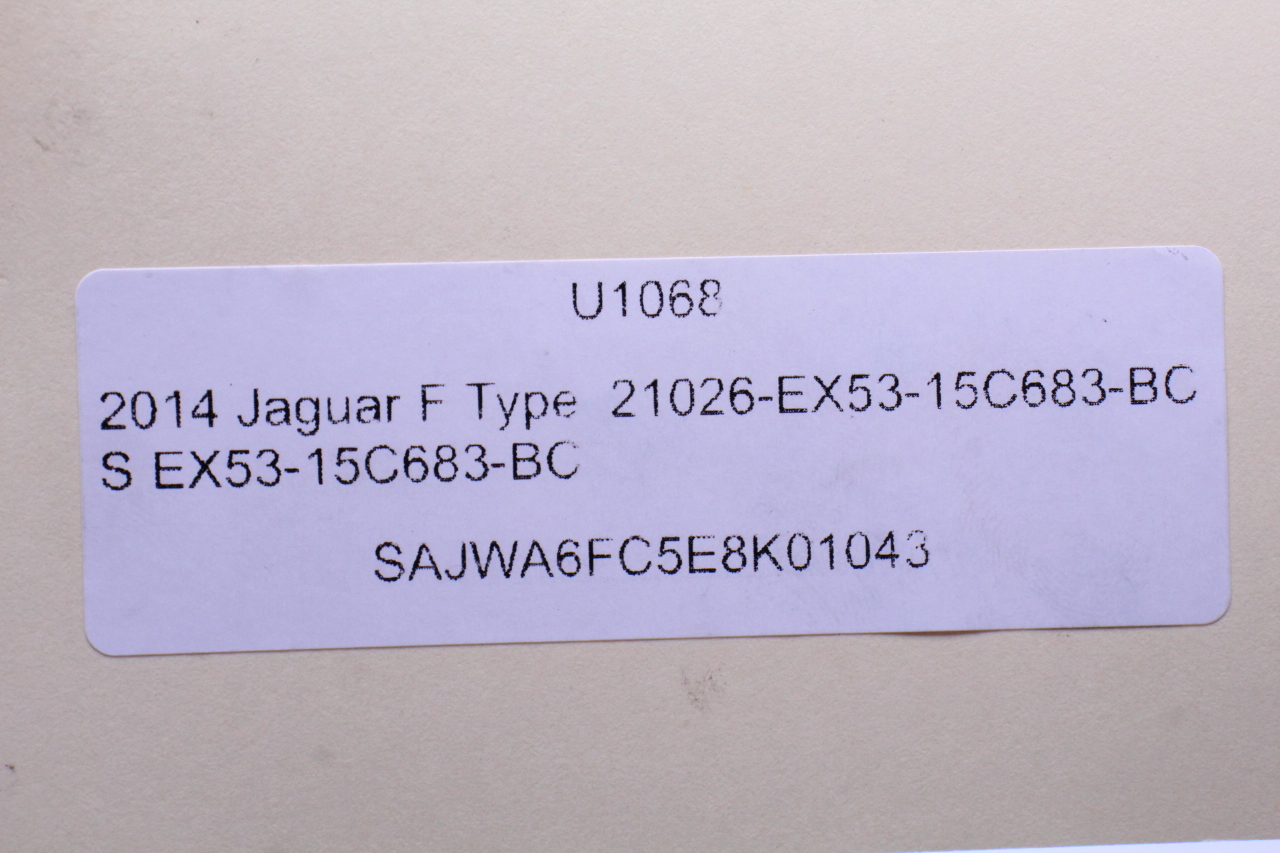 U1068
2014 Jaguar F Type 21026-EX53-15C683-BC
S EX53-15C683-BC
SAJWA6FC5E8K01043